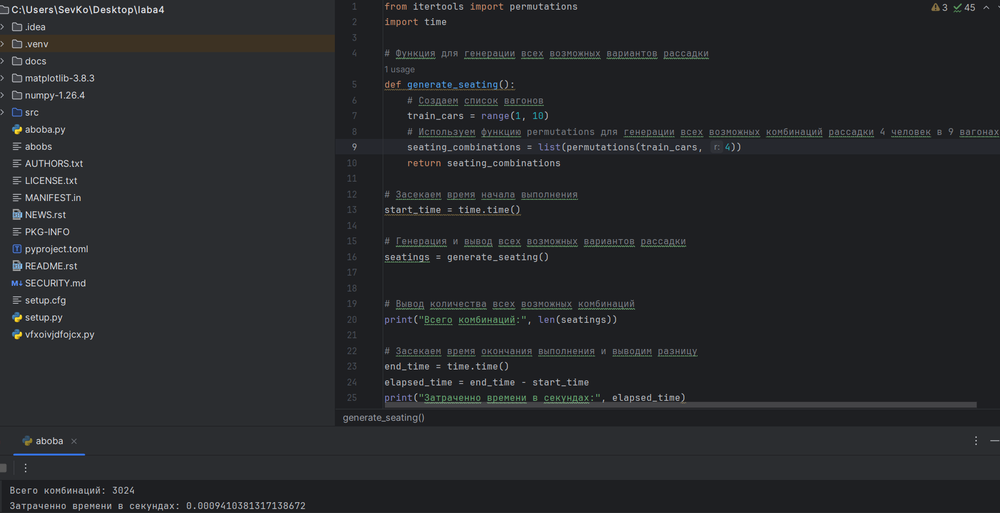 C:\Users\SevKo\Desktop\laba4
.idea
.venv
docs
matplotlib-3.8.3
numpy-1.26.4
src
aboba.py
abobs
AUTHORS.txt
LICENSE.txt
MANIFEST.in
NEWS.rst
PKG-INFO
pyproject.toml
README.rst
SECURITY.md
setup.cfg
setup.py
vfxoivjdfojcx.py
3 45
1 from itertools import permutations
2 import time
3
4 # Функция для генерации всех возможных вариантов рассадки
1 usage
5 def generate_seating():
6 # Создаем список вагонов
7 train_cars = range(1, 10)
8 # Используем функцию permutations для генерации всех возможных комбинаций рассадки 4 человек в 9 вагонах
9 seating_combinations = list(permutations(train_cars, r: 4))
10 return seating_combinations
11
12 # Засекаем время начала выполнения
13 start_time = time.time()
14
15 # Генерация и вывод всех возможных вариантов рассадки
16 seatings = generate_seating()
17
18
19 # Вывод количества всех возможных комбинаций
20 print("Всего комбинаций:", len(seatings))
21
22 # Засекаем время окончания выполнения и выводим разницу
23 end_time = time.time()
24 elapsed_time = end_time - start_time
25 print("Затраченно времени в секундах:", elapsed_time)
generate_seating()
aboba
Всего комбинаций: 3024
Затраченно времени в секундах: 0.0009410381317138672